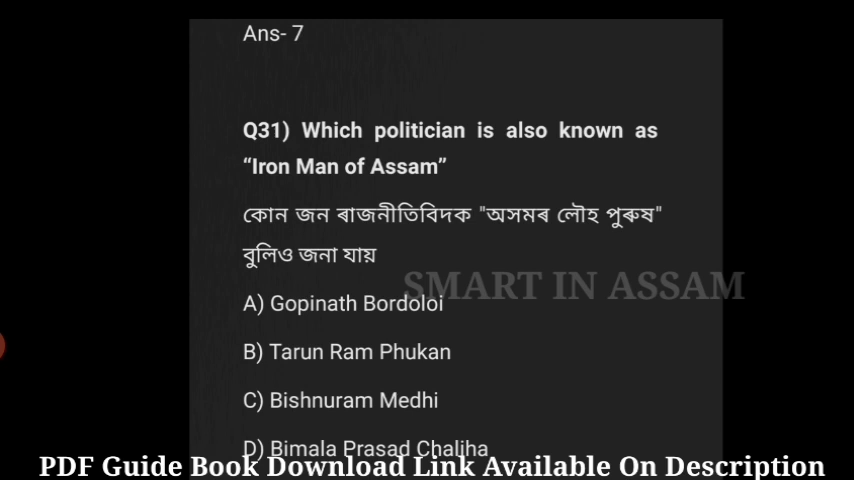 Ans- 7
Q31) Which politician is also known as
“Iron Man of Assam”
কোন জন ৰাজনীতিবিদক "অসমৰ লৌহ পুৰুষ"
বুলিও জনা যায়
SMART IN ASSAM
A) Gopinath Bordoloi
B) Tarun Ram Phukan
C) Bishnuram Medhi
D) Bimala Prasad Chaliha
PDF Guide Book Download Link Available On Description